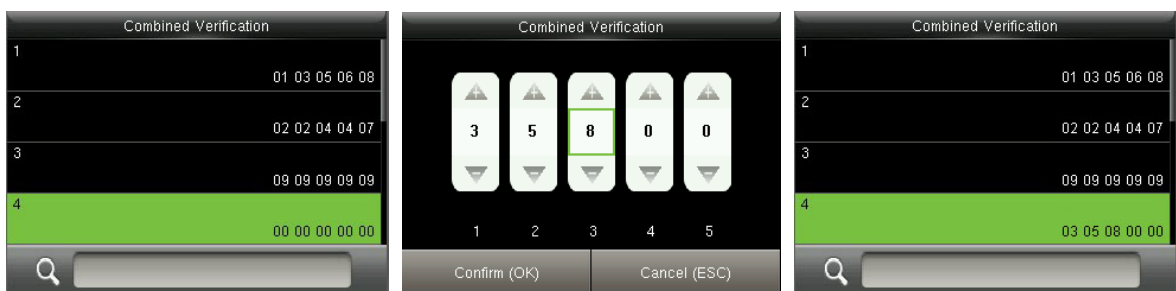 Combined Verification
1
01 03 05 06 08
2
02 02 04 04 07
3
09 09 09 09 09
4
00 00 00 00 00
Combined Verification
3 5 8 0 0
1 2 3 4 5
Confirm (OK) Cancel (ESC)
Combined Verification
1
01 03 05 06 08
2
02 02 04 04 07
3
09 09 09 09 09
4
03 05 08 00 00